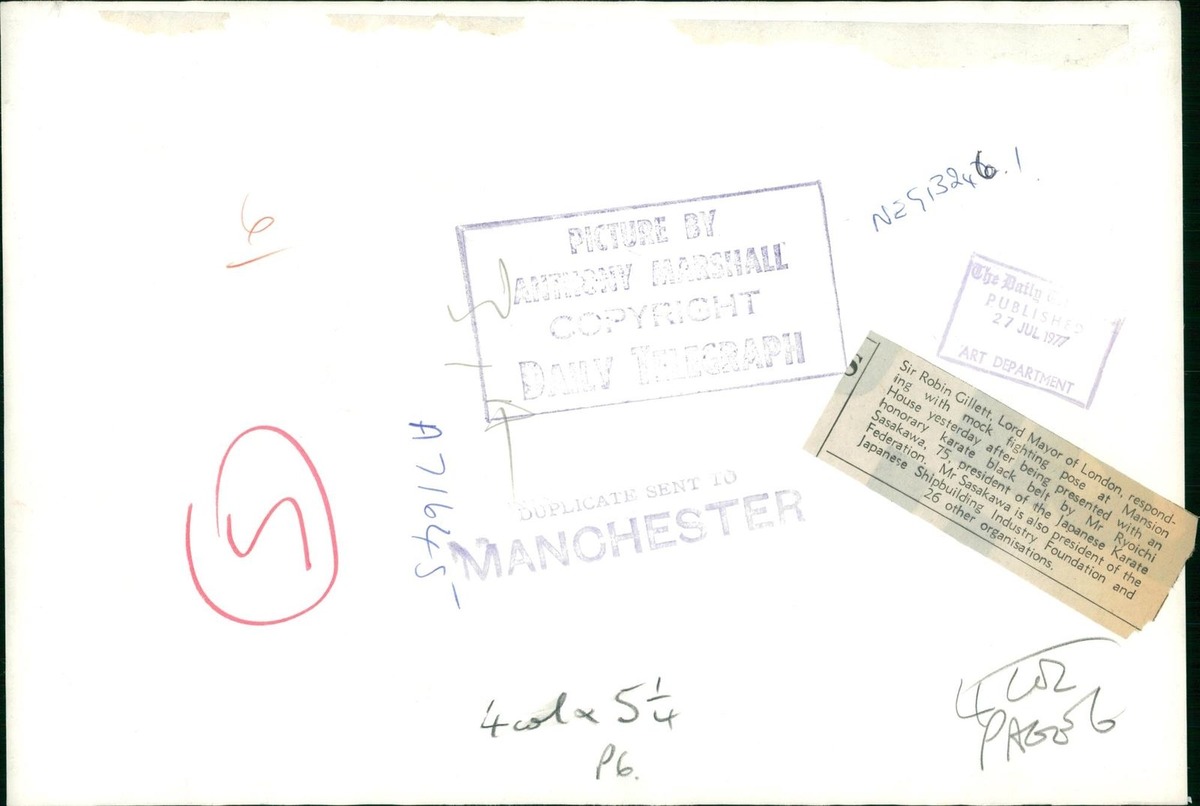 6
PICTURE BY
ANTHONY MARSHALL
COPYRIGHT
DAILY TELEGRAPH
The Daily
PUBLISHED
27 JUL 1977
ART DEPARTMENT
S
Sir Robin Gillett, Lord Mayor of London, respond-
ing with mock fighting pose at Mansion
House yesterday after being presented with an
honorary karate black belt by Mr Ryoichi
Sasakawa, 75, president of the Japanese Karate
Federation. Mr Sasakawa is also president of the
Japanese Shipbuilding Industry Foundation and
26 other organisations.
A71645
DUPLICATE SENT TO
MANCHESTER
5
4 col x 5 1/4
P6.
4 COL
PAGE 6